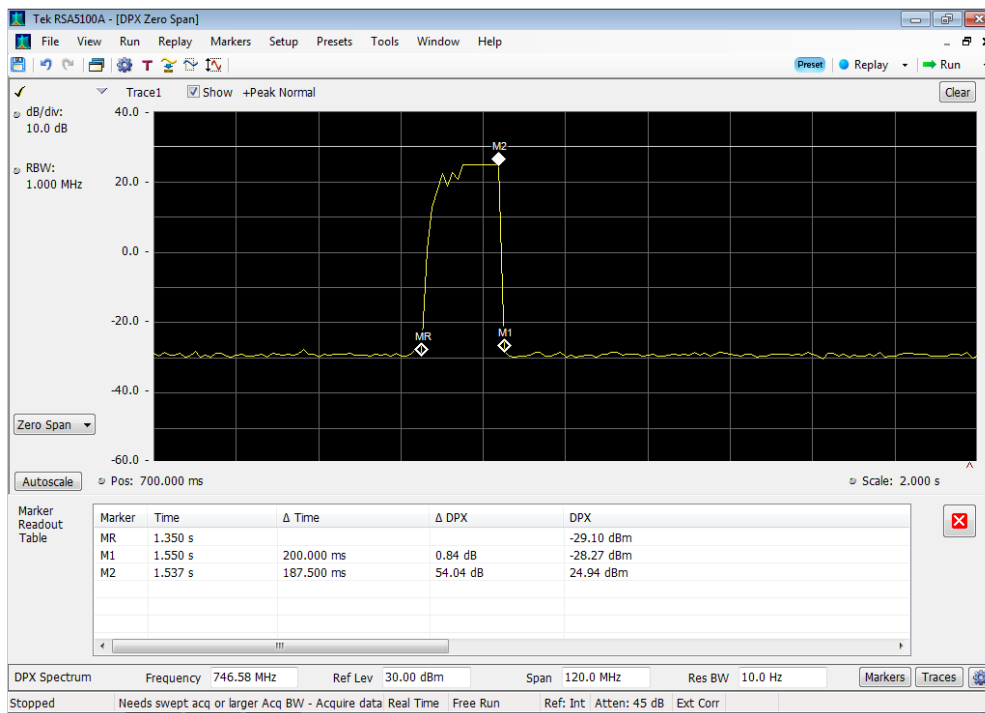 Tek RSA5100A - [DPX Zero Span]
File View Run Replay Markers Setup Presets Tools Window Help
T Preset Replay Run
Trace1 Show +Peak Normal Clear
dB/div:
10.0 dB
RBW:
1.000 MHz
40.0 -
20.0 -
0.0 -
-20.0 -
-40.0 -
-60.0 -
M2
MR
M1
Zero Span
Autoscale Pos: 700.000 ms Scale: 2.000 s
Marker
Readout
Table
Marker Time Δ Time Δ DPX DPX
MR 1.350 s -29.10 dBm
M1 1.550 s 200.000 ms 0.84 dB -28.27 dBm
M2 1.537 s 187.500 ms 54.04 dB 24.94 dBm
DPX Spectrum Frequency 746.58 MHz Ref Lev 30.00 dBm Span 120.0 MHz Res BW 10.0 Hz Markers Traces
Stopped Needs swept acq or larger Acq BW - Acquire data Real Time Free Run Ref: Int Atten: 45 dB Ext Corr